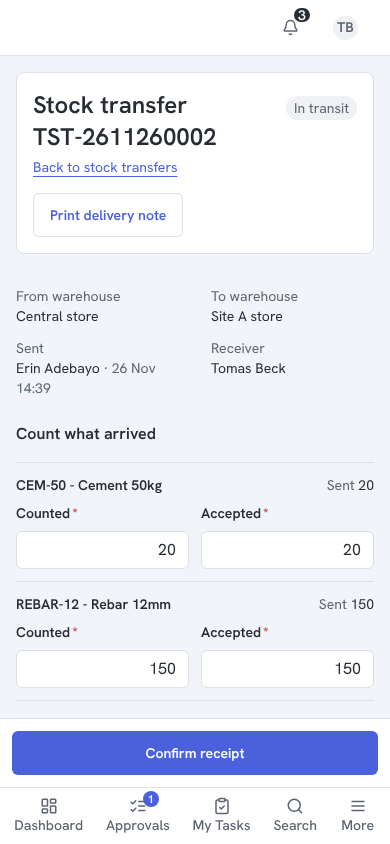 3
TB
Stock transfer
TST-2611260002
In transit
Back to stock transfers
Print delivery note
From warehouse
To warehouse
Central store
Site A store
Sent
Receiver
Erin Adebayo · 26 Nov
14:39
Tomas Beck
Count what arrived
CEM-50 - Cement 50kg
Sent 20
Counted *
Accepted *
20
20
REBAR-12 - Rebar 12mm
Sent 150
Counted *
Accepted *
150
150
Confirm receipt
1
Dashboard
Approvals
My Tasks
Search
More